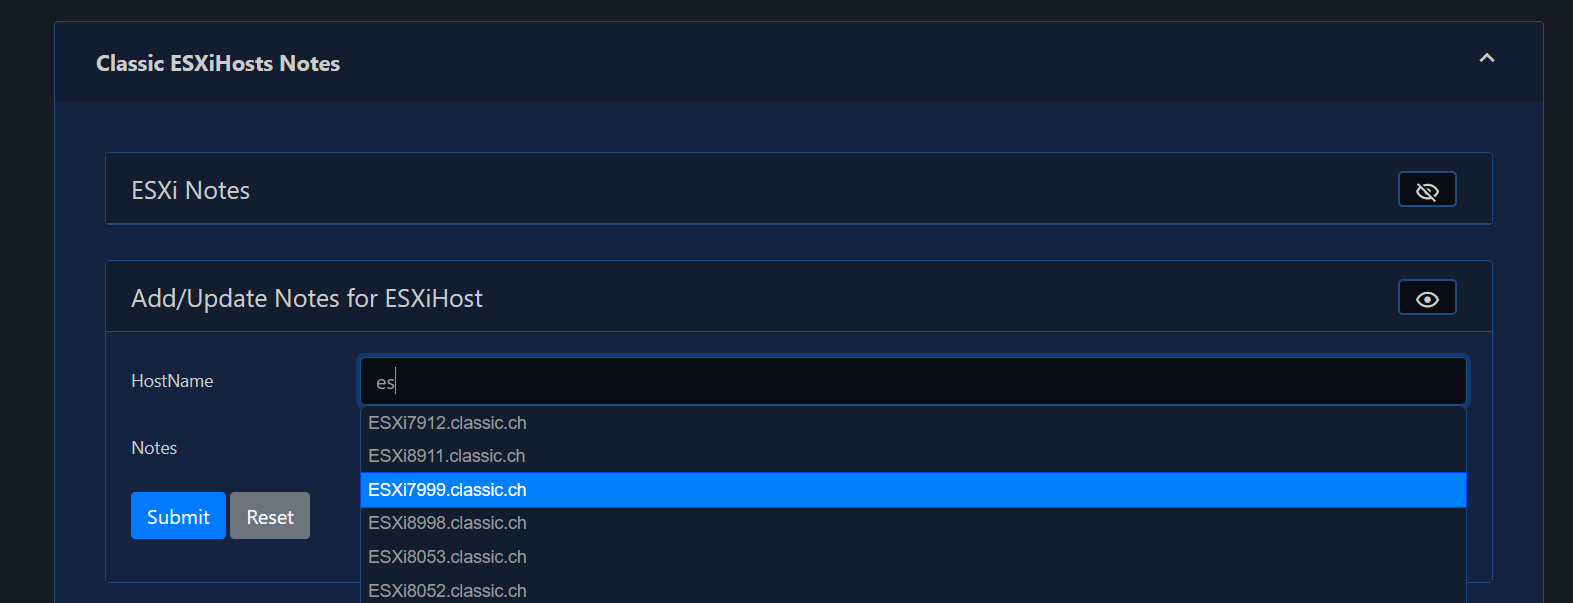 Classic ESXiHosts Notes
ESXi Notes
Add/Update Notes for ESXiHost
HostName
es
ESXi7912.classic.ch
ESXi8911.classic.ch
ESXi7999.classic.ch
ESXi8998.classic.ch
ESXi8053.classic.ch
ESXi8052.classic.ch
Notes
Submit Reset